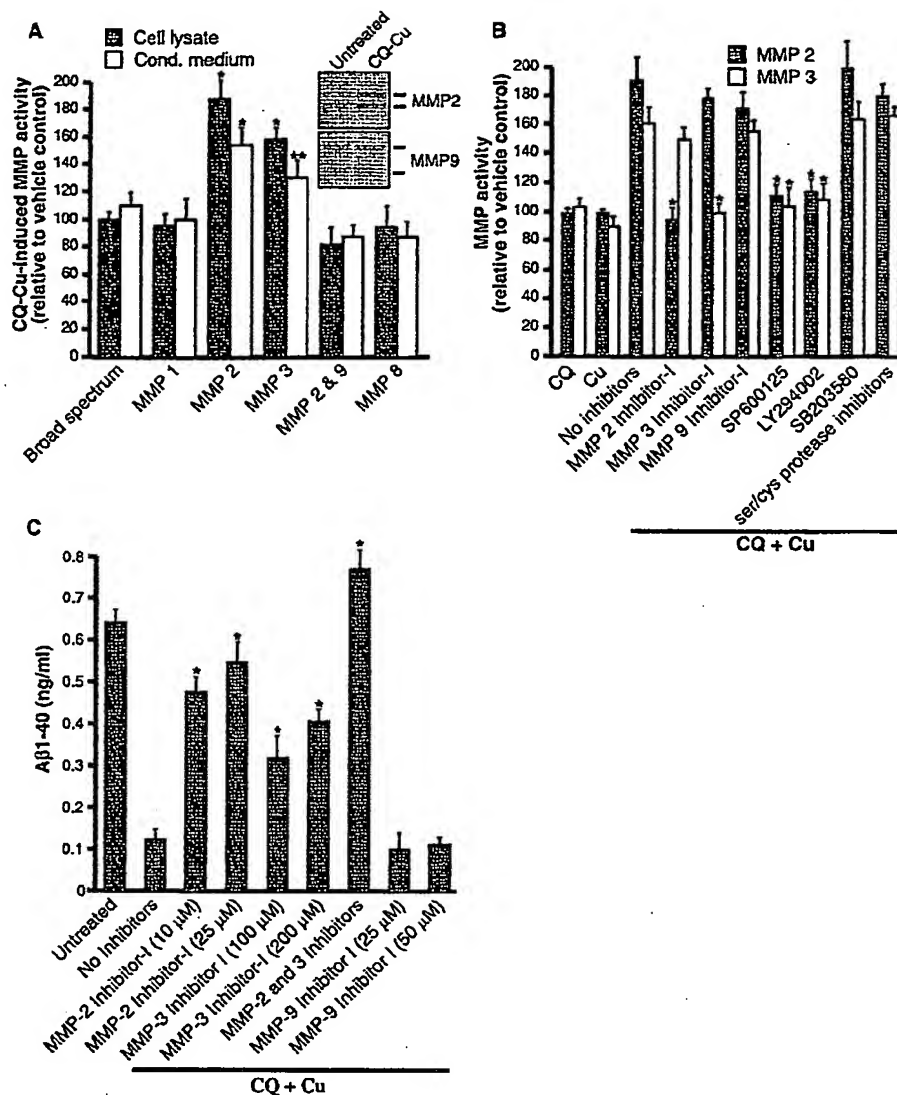 A
Cell lysate
Cond. medium
Untreated
CQ-Cu
MMP2
MMP9
CQ-Cu-Induced MMP activity
(relative to vehicle control)
200
180
160
140
120
100
80
60
40
20
0
*
*
*
**
Broad spectrum
MMP 1
MMP 2
MMP 3
MMP 2 & 9
MMP 8
B
MMP 2
MMP 3
MMP activity
(relative to vehicle control)
200
180
160
140
120
100
80
60
40
20
0
*
*
*
*
*
*
CQ
Cu
No inhibitors
MMP 2 Inhibitor-I
MMP 3 Inhibitor-I
MMP 9 Inhibitor-I
SP600125
LY294002
SB203580
ser/cys protease inhibitors
CQ + Cu
C
Aβ1-40 (ng/ml)
0.8
0.7
0.6
0.5
0.4
0.3
0.2
0.1
0
*
*
*
*
*
Untreated
No Inhibitors
MMP-2 Inhibitor-I (10 µM)
MMP-2 Inhibitor-I (25 µM)
MMP-3 Inhibitor I (100 µM)
MMP-3 Inhibitor-I (200 µM)
MMP-2 and 3 Inhibitors
MMP-9 Inhibitor I (25 µM)
MMP-9 Inhibitor I (50 µM)
CQ + Cu